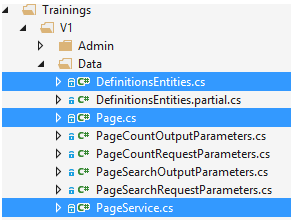 Trainings
V1
Admin
Data
C# DefinitionsEntities.cs
C# DefinitionsEntities.partial.cs
C# Page.cs
C# PageCountOutputParameters.cs
C# PageCountRequestParameters.cs
C# PageSearchOutputParameters.cs
C# PageSearchRequestParameters.cs
C# PageService.cs